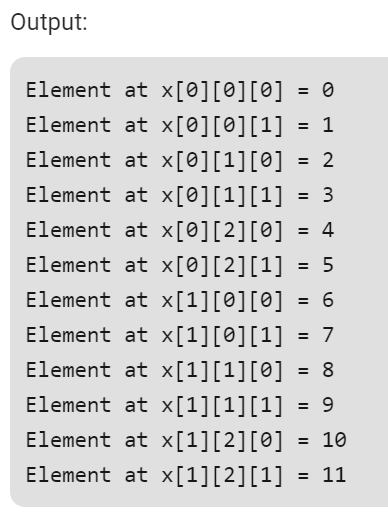 Output:
Element at x[0][0][0] = 0
Element at x[0][0][1] = 1
Element at x[0][1][0] = 2
Element at x[0][1][1] = 3
Element at x[0][2][0] = 4
Element at x[0][2][1] = 5
Element at x[1][0][0] = 6
Element at x[1][0][1] = 7
Element at x[1][1][0] = 8
Element at x[1][1][1] = 9
Element at x[1][2][0] = 10
Element at x[1][2][1] = 11